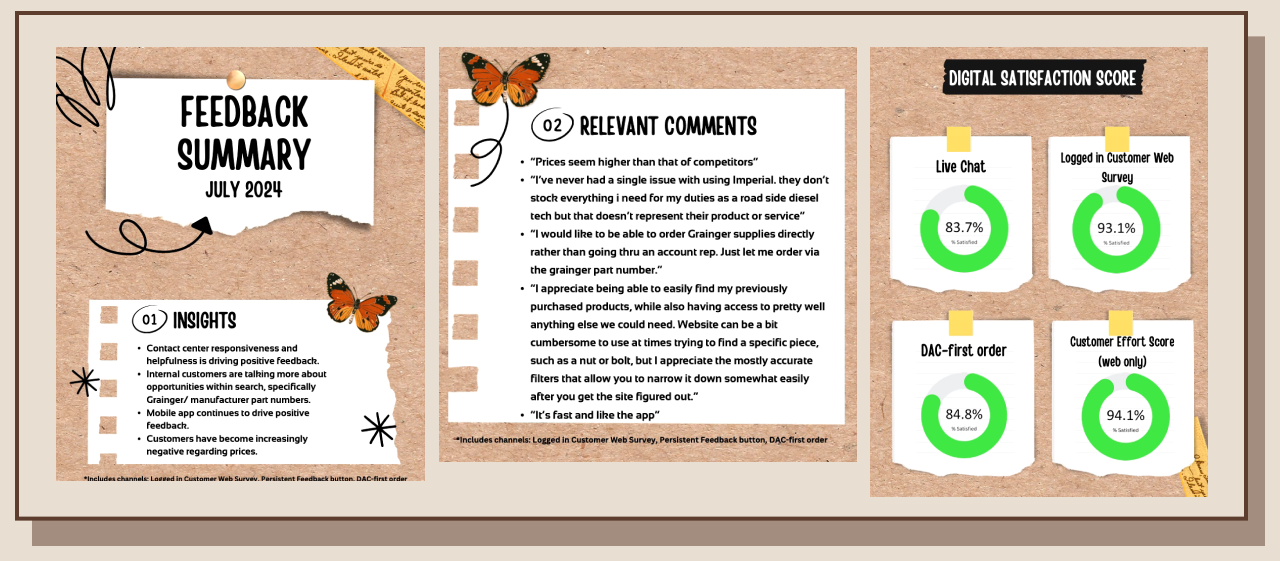 FEEDBACK
SUMMARY
JULY 2024
01 INSIGHTS
• Contact center responsiveness and
helpfulness is driving positive feedback.
• Internal customers are talking more about
opportunities within search, specifically
Grainger/ manufacturer part numbers.
• Mobile app continues to drive positive
feedback.
• Customers have become increasingly
negative regarding prices.
*Includes channels: Logged in Customer Web Survey, Persistent Feedback button, DAC-first order
02 RELEVANT COMMENTS
• "Prices seem higher than that of competitors"
• "I've never had a single issue with using Imperial. they don't
stock everything i need for my duties as a road side diesel
tech but that doesn't represent their product or service"
• "I would like to be able to order Grainger supplies directly
rather than going thru an account rep. Just let me order via
the grainger part number."
• "I appreciate being able to easily find my previously
purchased products, while also having access to pretty well
anything else we could need. Website can be a bit
cumbersome to use at times trying to find a specific piece,
such as a nut or bolt, but I appreciate the mostly accurate
filters that allow you to narrow it down somewhat easily
after you get the site figured out."
• "It's fast and like the app"
*Includes channels: Logged in Customer Web Survey, Persistent Feedback button, DAC-first order
DIGITAL SATISFACTION SCORE
Live Chat
83.7%
% Satisfied
Logged in Customer Web
Survey
93.1%
% Satisfied
DAC-first order
84.8%
% Satisfied
Customer Effort Score
(web only)
94.1%
% Satisfied